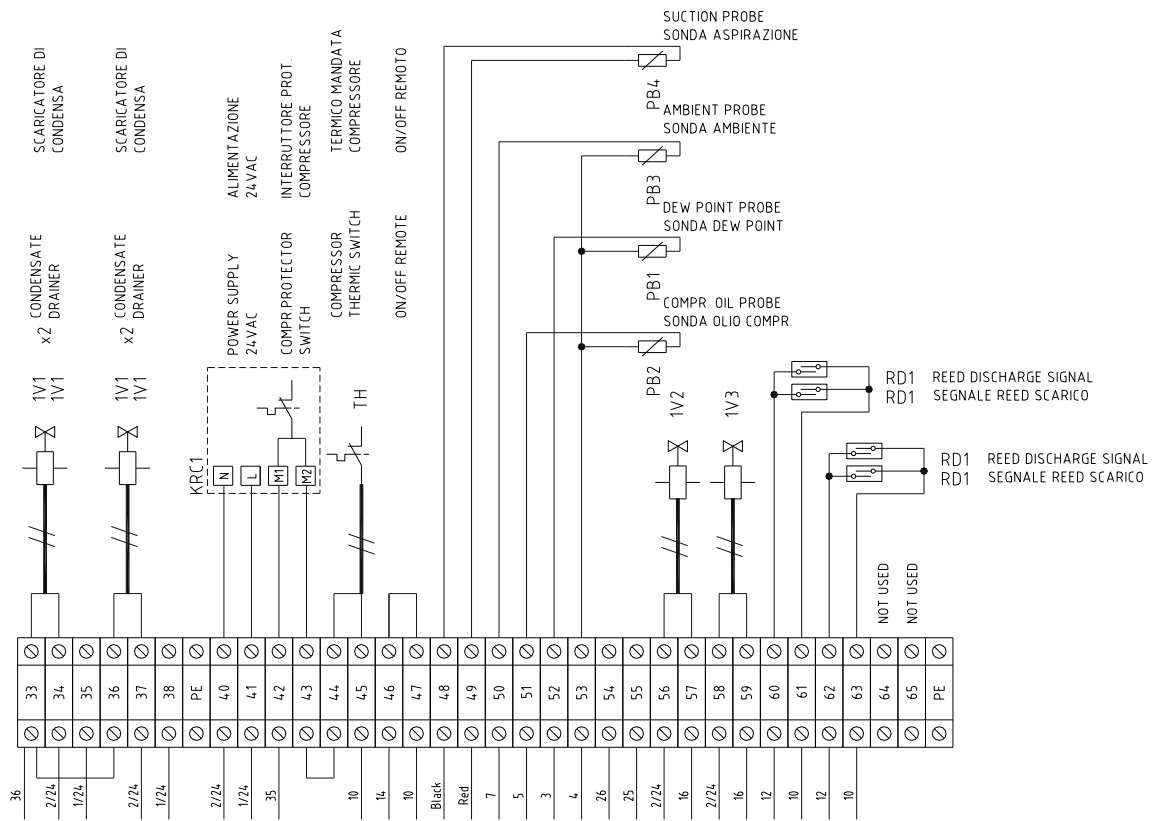 SCARICATORE DI
CONDENSA
SCARICATORE DI
CONDENSA
ALIMENTAZIONE
24VAC
INTERRUTTORE PROT.
COMPRESSORE
TERMICO MANDATA
COMPRESSORE
ON/OFF REMOTO
x2 CONDENSATE
DRAINER
x2 CONDENSATE
DRAINER
POWER SUPPLY
24VAC
COMPR.PROTECTOR
SWITCH
COMPRESSOR
THERMIC SWITCH
ON/OFF REMOTE
1V1
1V1
1V1
1V1
KRC1
N
L
M1
M2
TH
SUCTION PROBE
SONDA ASPIRAZIONE
PB4
AMBIENT PROBE
SONDA AMBIENTE
PB3
DEW POINT PROBE
SONDA DEW POINT
PB1
COMPR. OIL PROBE
SONDA OLIO COMPR.
PB2
1V2
1V3
RD1 REED DISCHARGE SIGNAL
RD1 SEGNALE REED SCARICO
RD1 REED DISCHARGE SIGNAL
RD1 SEGNALE REED SCARICO
NOT USED
NOT USED
33 34 35 36 37 38 PE 40 41 42 43 44 45 46 47 48 49 50 51 52 53 54 55 56 57 58 59 60 61 62 63 64 65 PE
36 2/24 1/24 2/24 1/24 2/24 1/24 35 10 14 10 Black Red 7 5 3 4 26 25 2/24 16 2/24 16 12 10 12 10